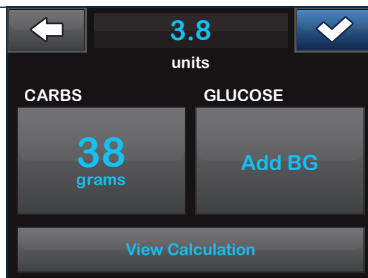 3.8
units
CARBS GLUCOSE
38
grams
Add BG
View Calculation